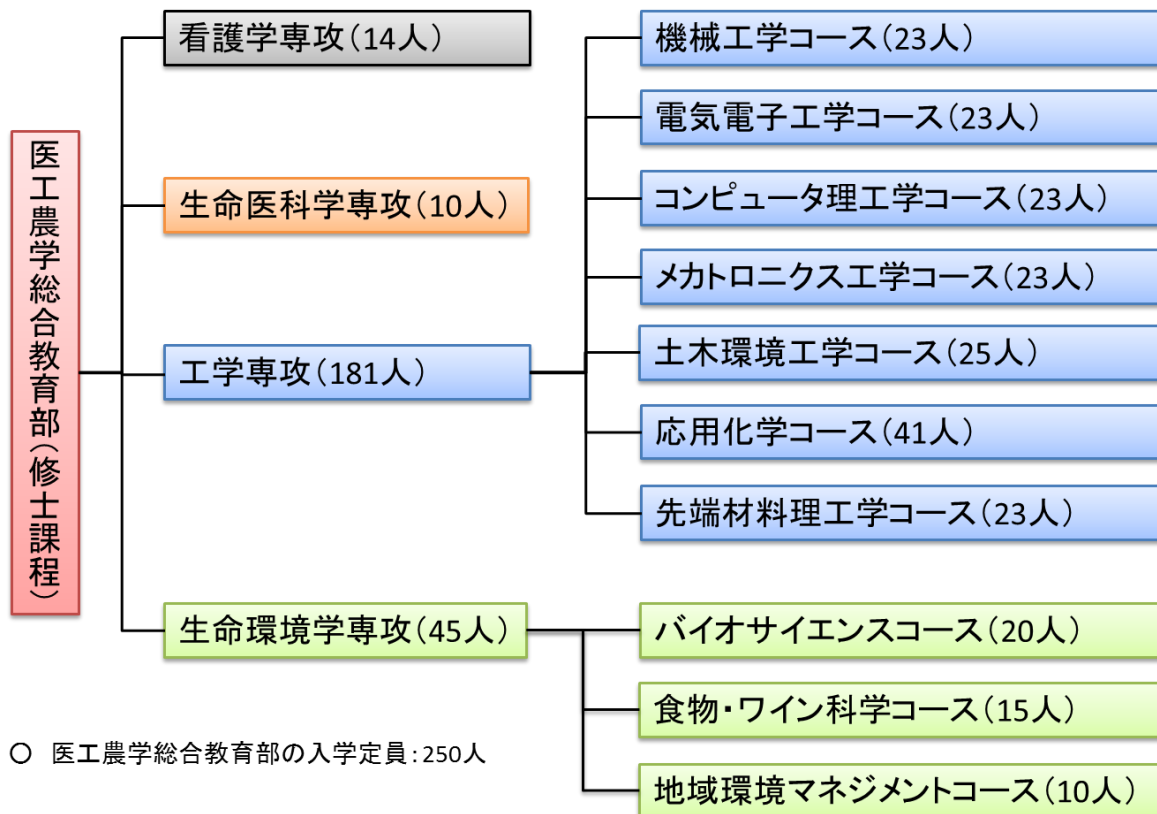 医工農学総合教育部(修士課程)
看護学専攻(14人)
生命医科学専攻(10人)
工学専攻(181人)
機械工学コース(23人)
電気電子工学コース(23人)
コンピュータ理工学コース(23人)
メカトロニクス工学コース(23人)
土木環境工学コース(25人)
応用化学コース(41人)
先端材料理工学コース(23人)
生命環境学専攻(45人)
バイオサイエンスコース(20人)
食物・ワイン科学コース(15人)
地域環境マネジメントコース(10人)
○ 医工農学総合教育部の入学定員:250人